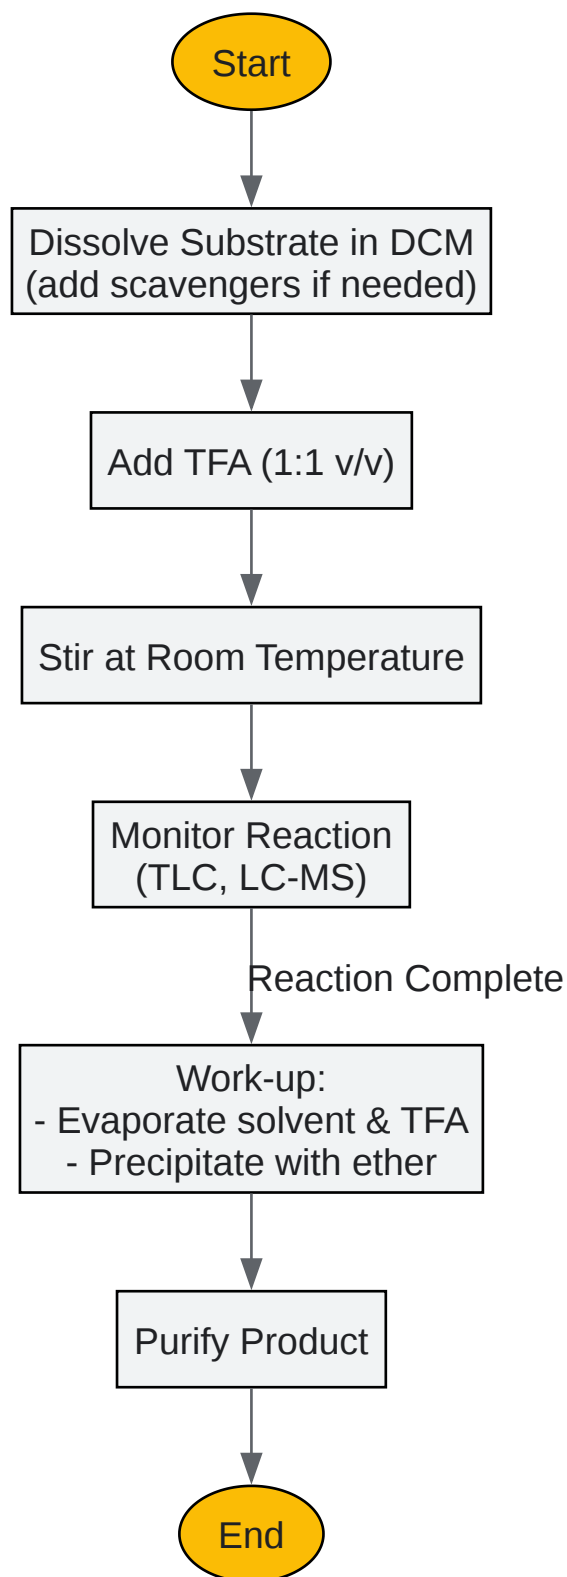 Start
Dissolve Substrate in DCM
(add scavengers if needed)
Add TFA (1:1 v/v)
Stir at Room Temperature
Monitor Reaction
(TLC, LC-MS)
Reaction Complete
Work-up:
- Evaporate solvent & TFA
- Precipitate with ether
Purify Product
End